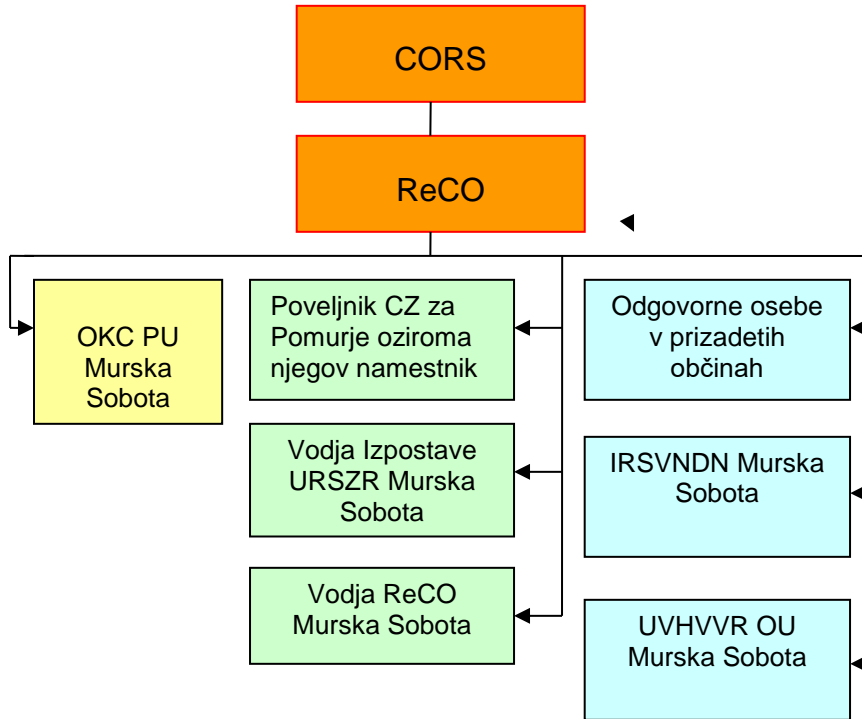 CORS
ReCO
OKC PU
Murska
Sobota
Poveljnik CZ za
Pomurje oziroma
njegov namestnik
Odgovorne osebe
v prizadetih
občinah
Vodja Izpostave
URSZR Murska
Sobota
IRSVNDN Murska
Sobota
Vodja ReCO
Murska Sobota
UVHVVR OU
Murska Sobota